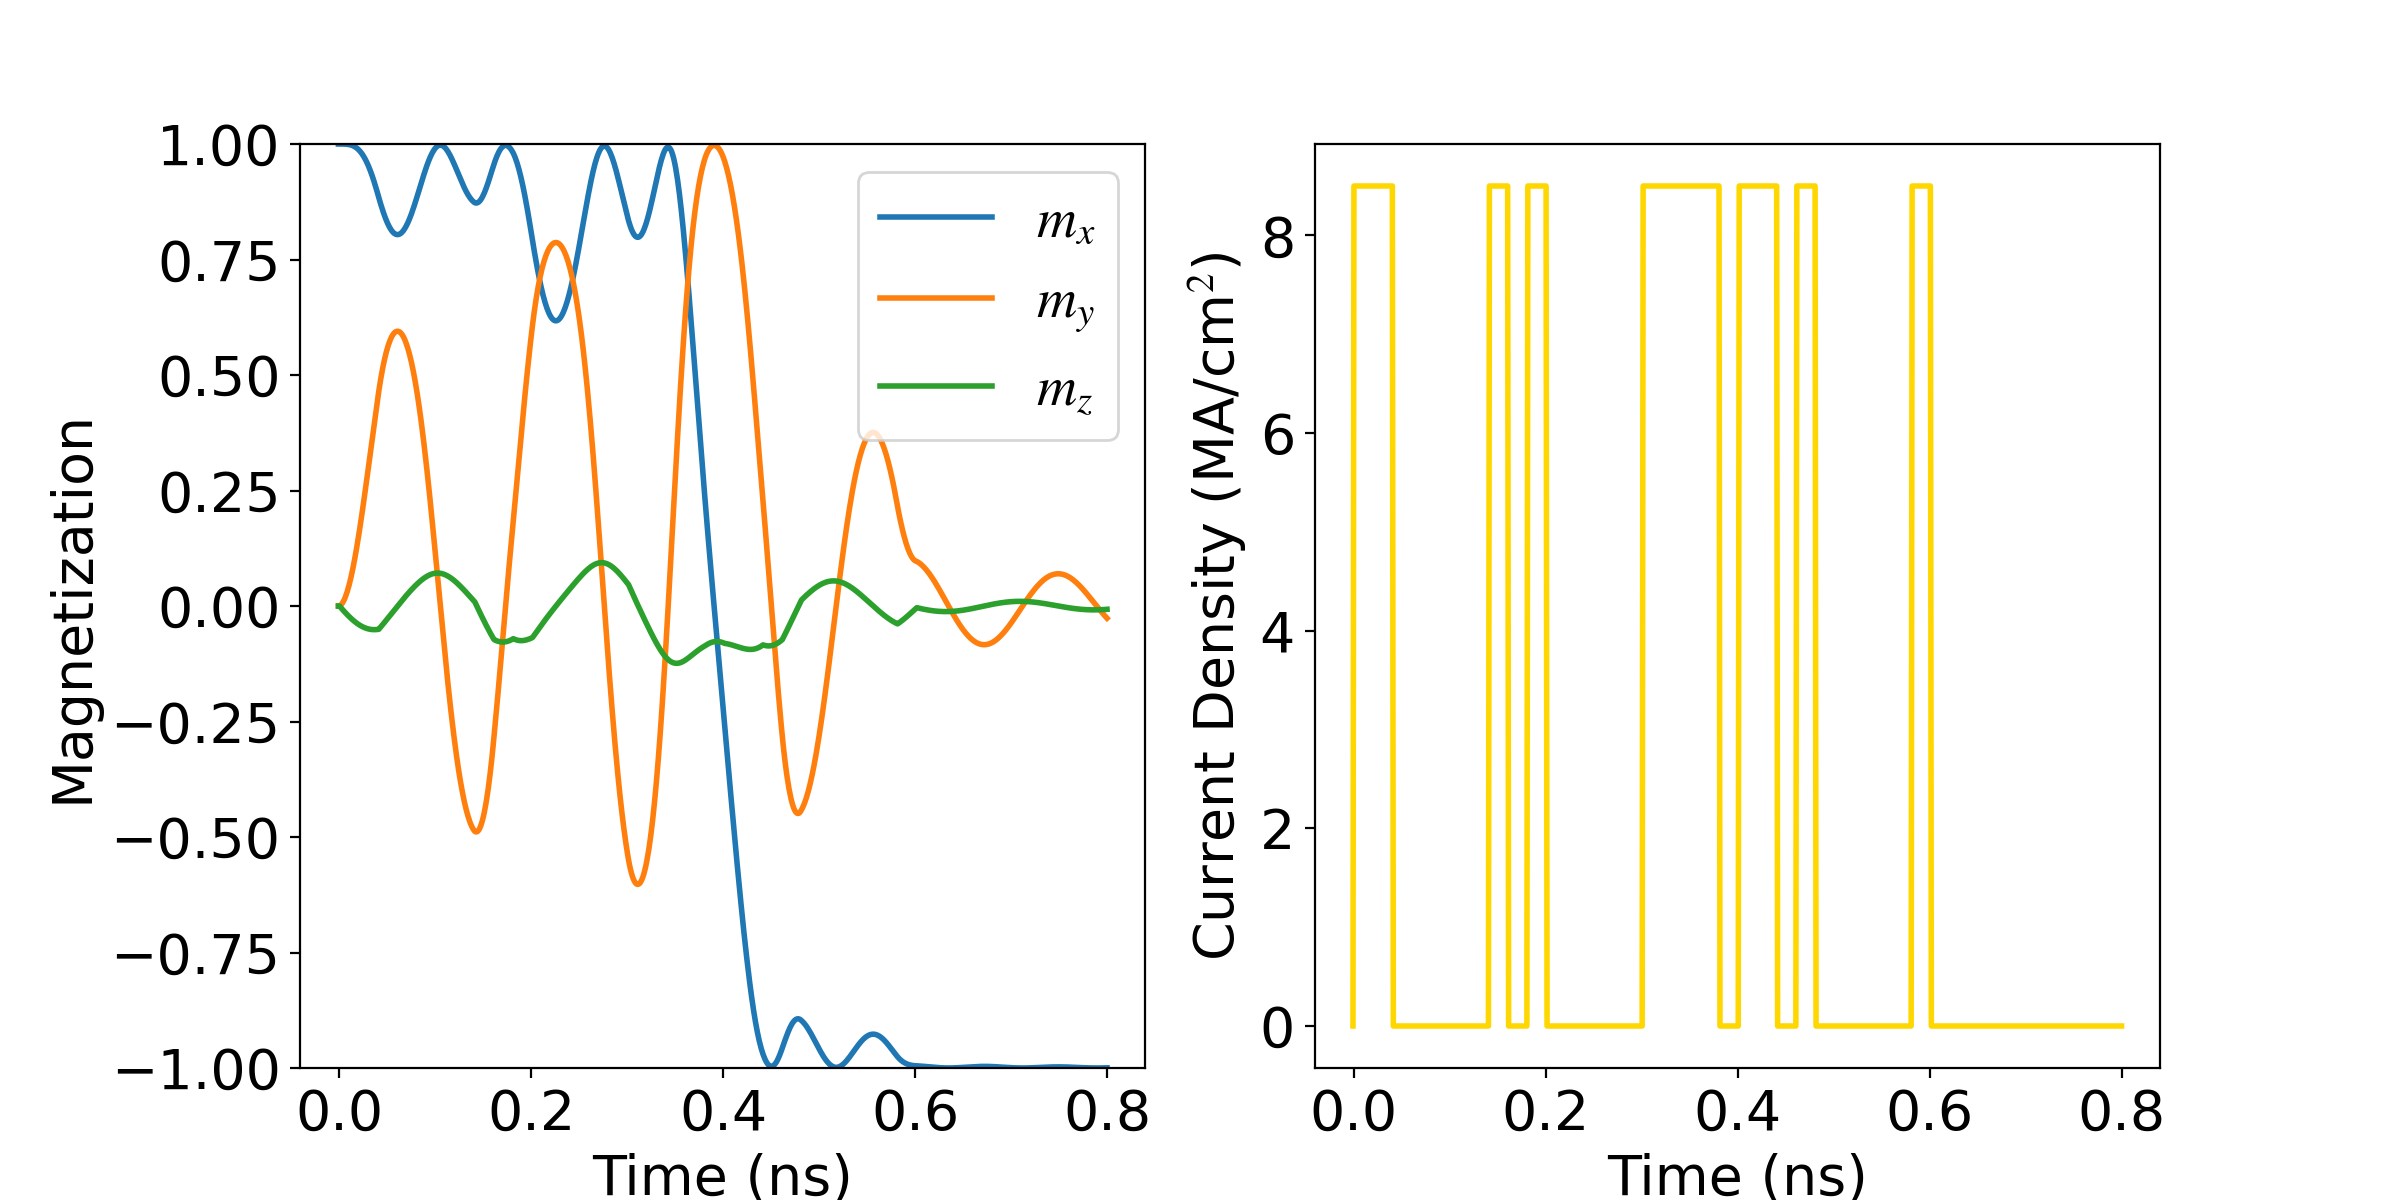 1.00
0.75
0.50
0.25
0.00
−0.25
−0.50
−0.75
−1.00
Magnetization
0.0 0.2 0.4 0.6 0.8
Time (ns)
m_x
m_y
m_z
8
6
4
2
0
Current Density (MA/cm²)
0.0 0.2 0.4 0.6 0.8
Time (ns)